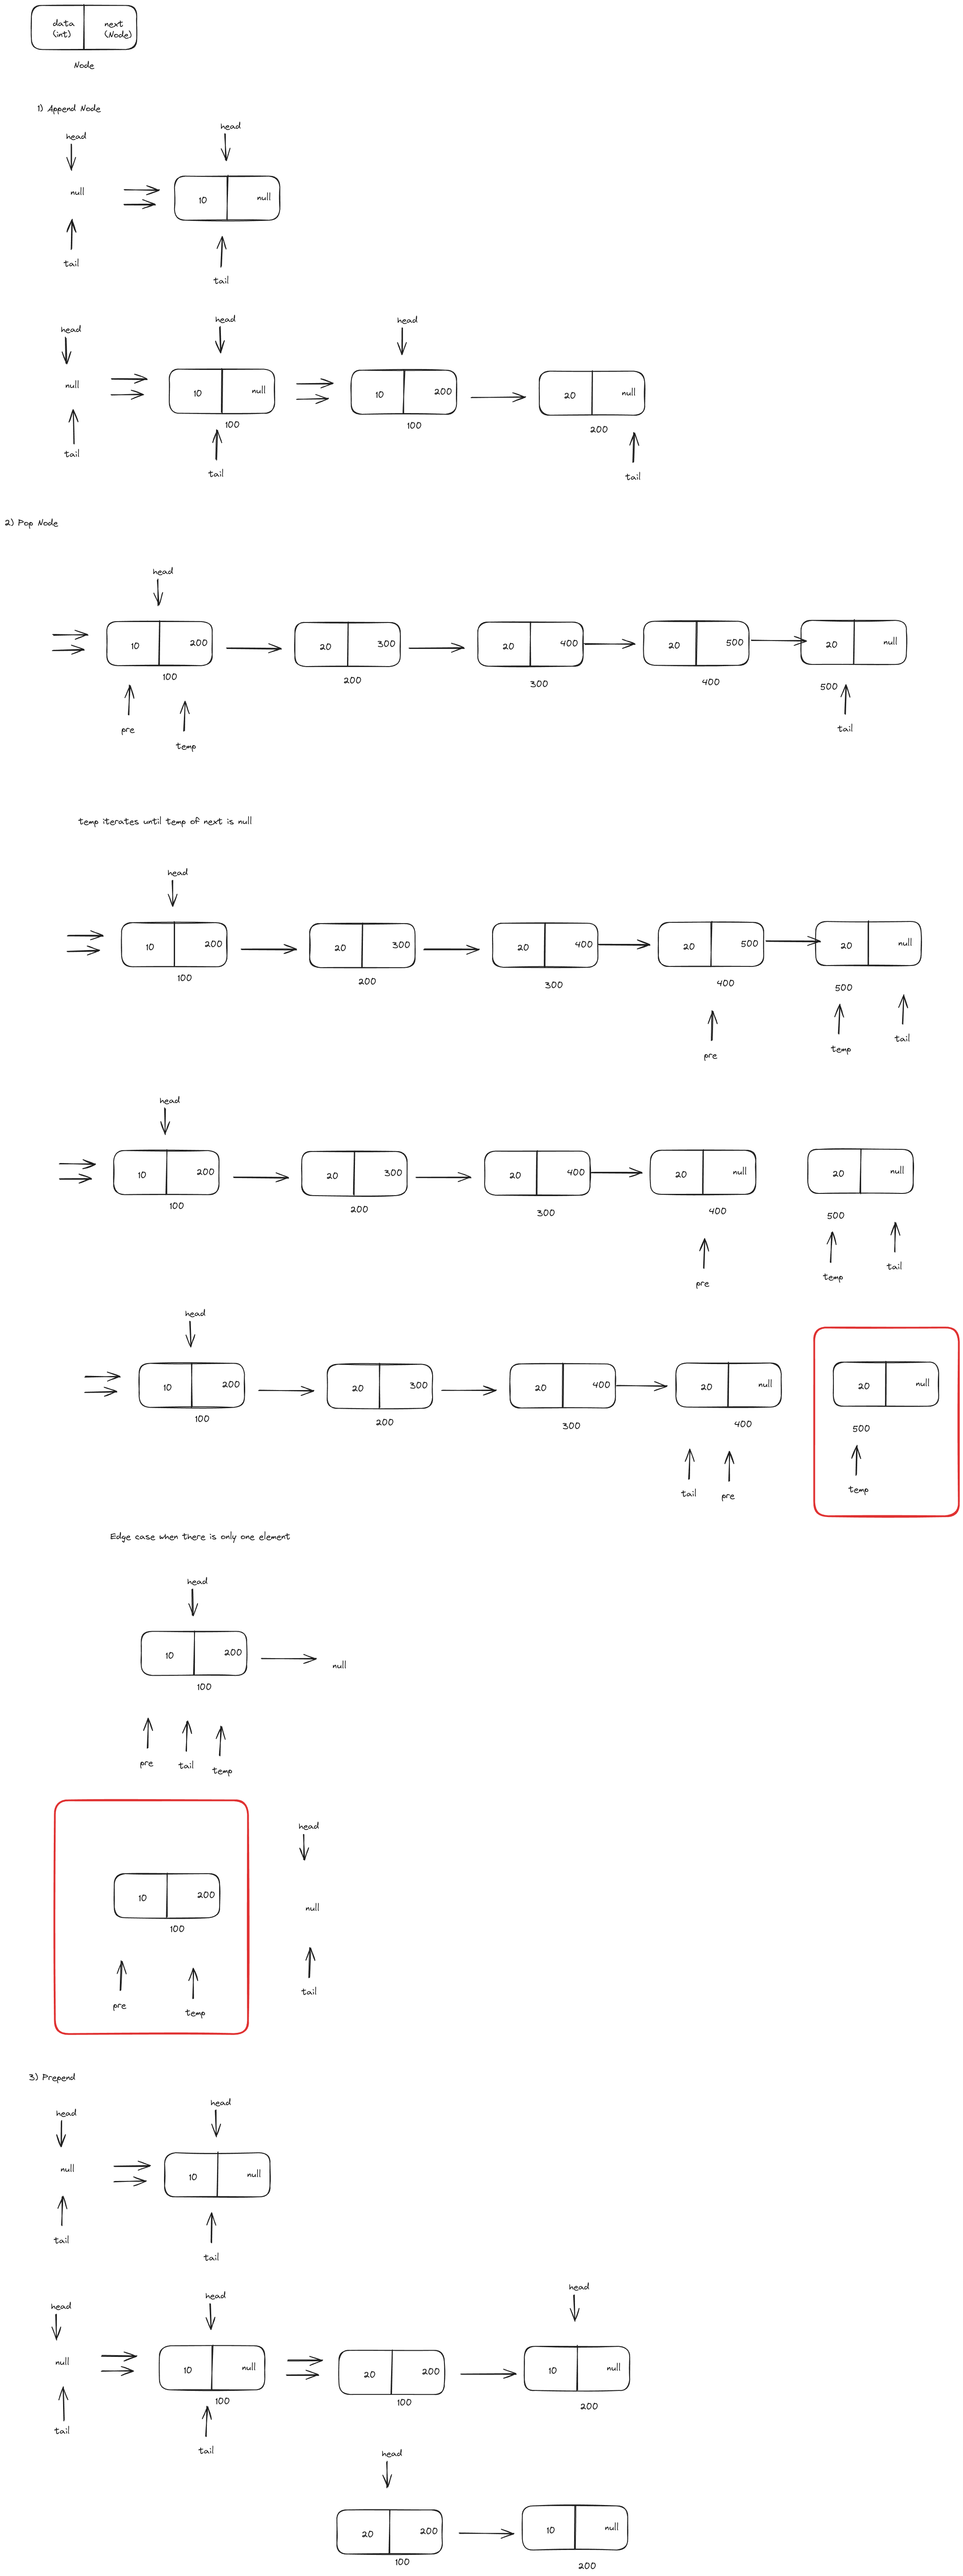 data
(int)
next
(Node)
Node
1) Append Node
head
head
null
10
null
tail
tail
head
head
head
null
10
null
10
200
20
null
100
100
200
tail
tail
tail
2) Pop Node
head
10
200
20
300
20
400
20
500
20
null
100
200
300
400
500
pre
temp
tail
temp iterates until temp of next is null
head
10
200
20
300
20
400
20
500
20
null
100
200
300
400
500
pre
temp
tail
head
10
200
20
300
20
400
20
null
20
null
100
200
300
400
500
pre
temp
tail
head
10
200
20
300
20
400
20
null
20
null
100
200
300
400
500
tail
pre
temp
Edge case when there is only one element
head
10
200
null
100
pre
tail
temp
head
10
200
null
100
pre
temp
tail
3) Prepend
head
head
null
10
null
tail
tail
head
head
head
null
10
null
20
200
10
null
100
100
200
tail
tail
head
20
200
10
null
100
200